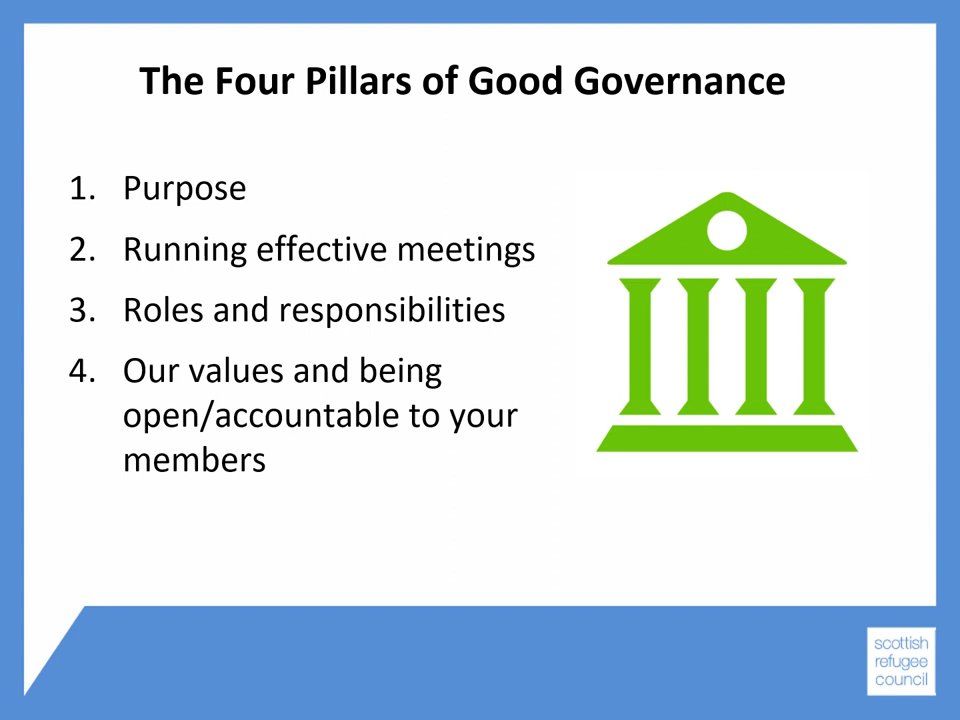 The Four Pillars of Good Governance
1. Purpose
2. Running effective meetings
3. Roles and responsibilities
4. Our values and being
open/accountable to your
members
scottish
refugee
council